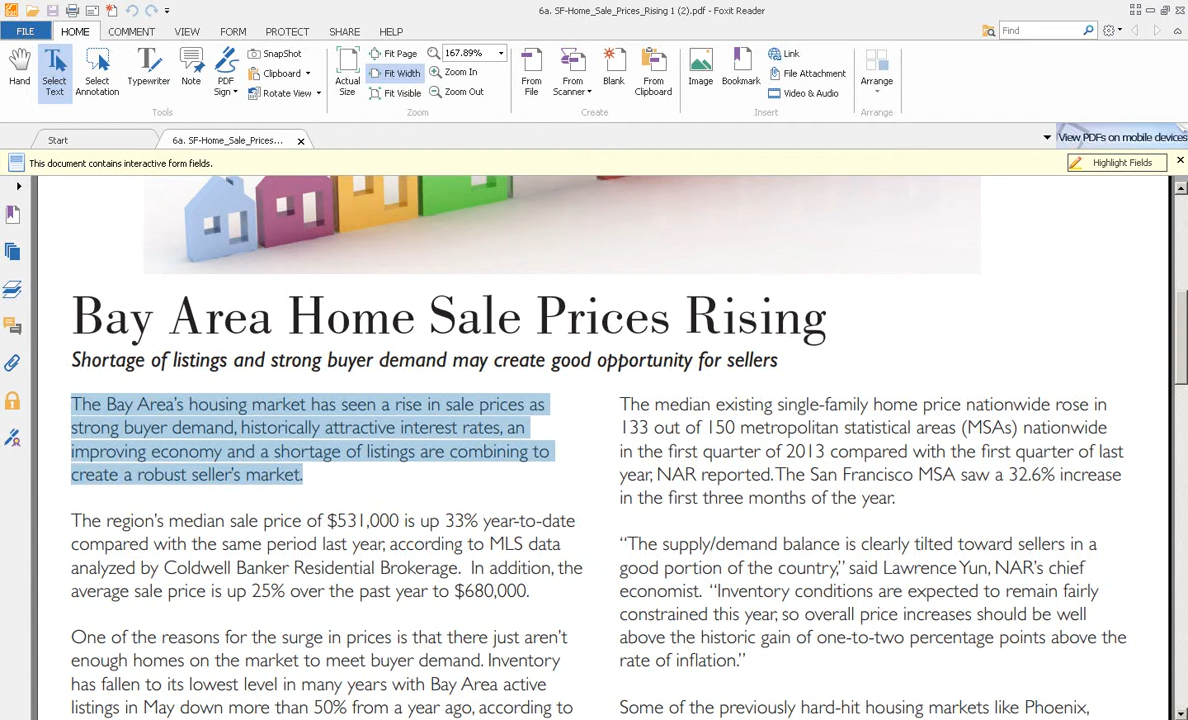 6a. SF-Home_Sale_Prices_Rising 1 (2).pdf - Foxit Reader
FILE HOME COMMENT VIEW FORM PROTECT SHARE HELP
Find
Hand
Select Text
Select Annotation
Typewriter
Note
PDF Sign
SnapShot
Clipboard
Rotate View
Tools
Actual Size
Fit Page
Fit Width
Fit Visible
167.89%
Zoom In
Zoom Out
Zoom
From File
From Scanner
Blank
From Clipboard
Create
Image
Bookmark
Link
File Attachment
Video & Audio
Insert
Arrange
Arrange
Start
6a. SF-Home_Sale_Prices...
View PDFs on mobile devices
This document contains interactive form fields.
Highlight Fields
Bay Area Home Sale Prices Rising
Shortage of listings and strong buyer demand may create good opportunity for sellers
The Bay Area’s housing market has seen a rise in sale prices as
strong buyer demand, historically attractive interest rates, an
improving economy and a shortage of listings are combining to
create a robust seller’s market.
The region’s median sale price of $531,000 is up 33% year-to-date
compared with the same period last year, according to MLS data
analyzed by Coldwell Banker Residential Brokerage.  In addition, the
average sale price is up 25% over the past year to $680,000.
One of the reasons for the surge in prices is that there just aren’t
enough homes on the market to meet buyer demand. Inventory
has fallen to its lowest level in many years with Bay Area active
listings in May down more than 50% from a year ago, according to
The median existing single-family home price nationwide rose in
133 out of 150 metropolitan statistical areas (MSAs) nationwide
in the first quarter of 2013 compared with the first quarter of last
year, NAR reported. The San Francisco MSA saw a 32.6% increase
in the first three months of the year.
“The supply/demand balance is clearly tilted toward sellers in a
good portion of the country,” said Lawrence Yun, NAR’s chief
economist.  “Inventory conditions are expected to remain fairly
constrained this year, so overall price increases should be well
above the historic gain of one-to-two percentage points above the
rate of inflation.”
Some of the previously hard-hit housing markets like Phoenix,